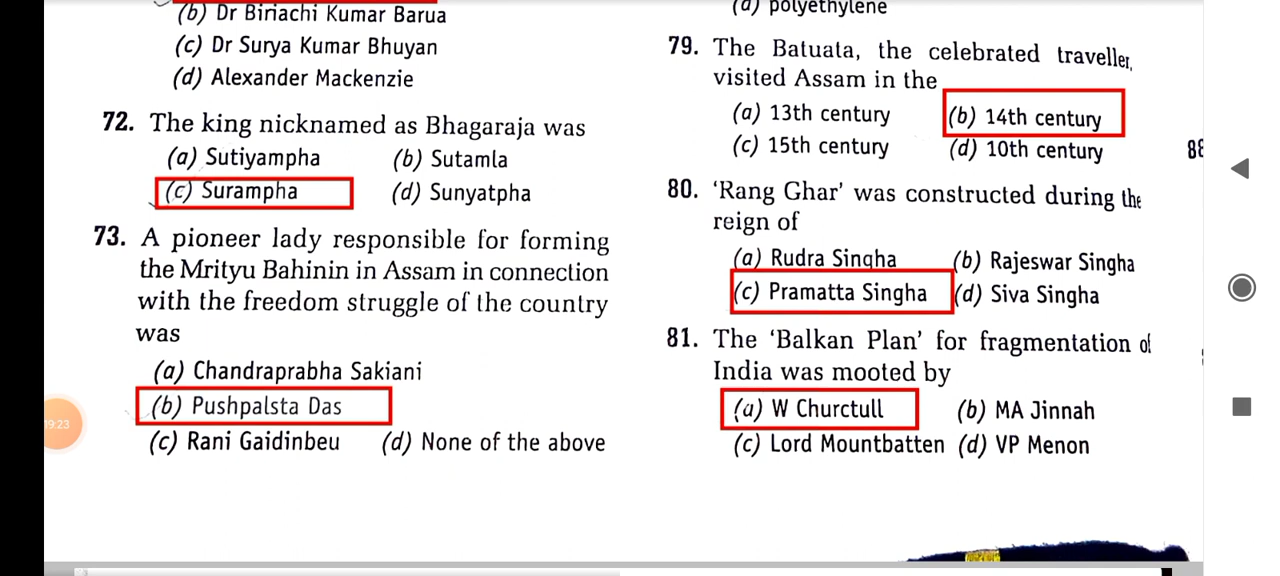 (b) Dr Biriachi Kumar Barua
(c) Dr Surya Kumar Bhuyan
(d) Alexander Mackenzie
72. The king nicknamed as Bhagaraja was
(a) Sutiyampha (b) Sutamla
(c) Surampha (d) Sunyatpha
73. A pioneer lady responsible for forming
the Mrityu Bahinin in Assam in connection
with the freedom struggle of the country
was
(a) Chandraprabha Sakiani
(b) Pushpalsta Das
(c) Rani Gaidinbeu (d) None of the above
19:23
(d) polyethylene
79. The Batuata, the celebrated traveller,
visited Assam in the
(a) 13th century (b) 14th century
(c) 15th century (d) 10th century
80. 'Rang Ghar' was constructed during the
reign of
(a) Rudra Singha (b) Rajeswar Singha
(c) Pramatta Singha (d) Siva Singha
81. The 'Balkan Plan' for fragmentation of
India was mooted by
(a) W Churctull (b) MA Jinnah
(c) Lord Mountbatten (d) VP Menon